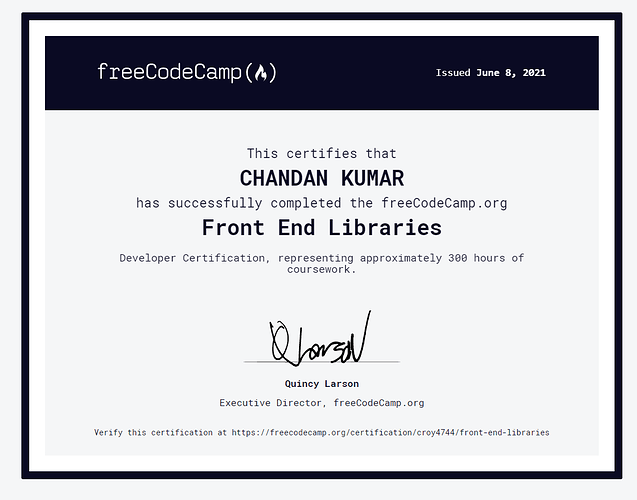 freeCodeCamp
Issued June 8, 2021
This certifies that
CHANDAN KUMAR
has successfully completed the freeCodeCamp.org
Front End Libraries
Developer Certification, representing approximately 300 hours of
coursework.
Q Larson
Quincy Larson
Executive Director, freeCodeCamp.org
Verify this certification at https://freecodecamp.org/certification/croy4744/front-end-libraries